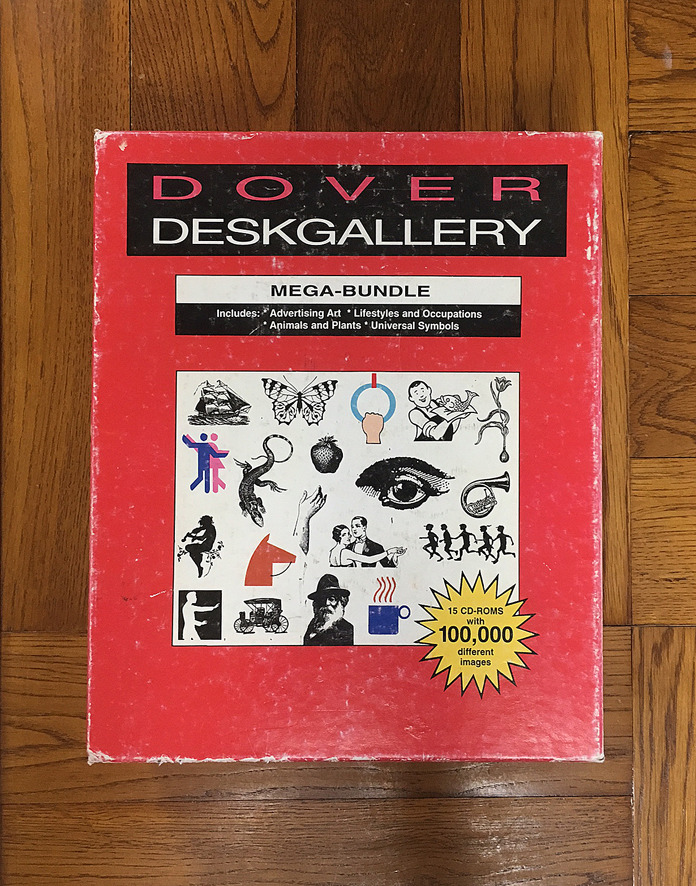 DOVER
DESKGALLERY
MEGA-BUNDLE
Includes: * Advertising Art * Lifestyles and Occupations
* Animals and Plants * Universal Symbols
15 CD-ROMS
with
100,000
different
images